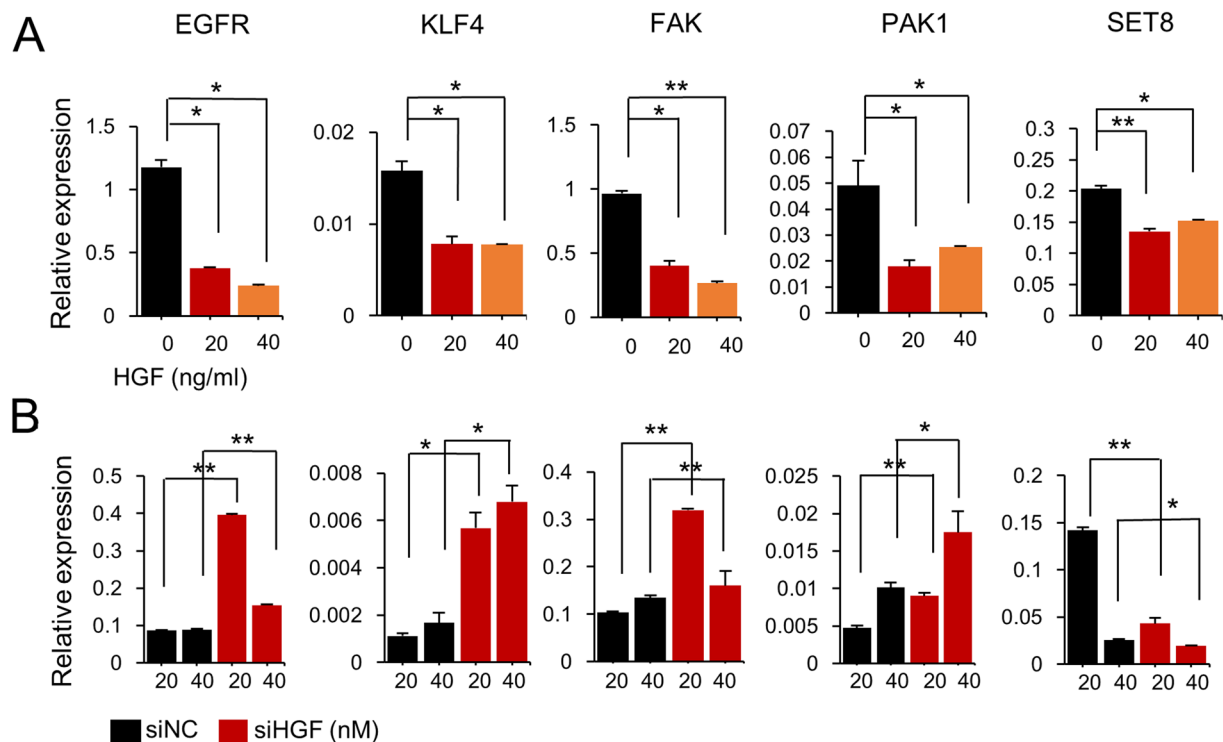 A
EGFR KLF4 FAK PAK1 SET8
* * * * ** * * * * **
Relative expression
1.5 1 0.5 0
0.02 0.01 0
1.5 1 0.5 0
0.07 0.06 0.05 0.04 0.03 0.02 0.01 0.00
0.3 0.25 0.2 0.15 0.1 0.05 0
0 20 40 0 20 40 0 20 40 0 20 40 0 20 40
HGF (ng/ml)
B
** ** * * ** ** * ** ** *
Relative expression
0.5 0.4 0.3 0.2 0.1 0
0.008 0.006 0.004 0.002 0
0.4 0.3 0.2 0.1 0
0.025 0.02 0.015 0.01 0.005 0
0.2 0.15 0.1 0.05 0
20 40 20 40 20 40 20 40 20 40 20 40 20 40 20 40 20 40 20 40
siNC siHGF (nM)